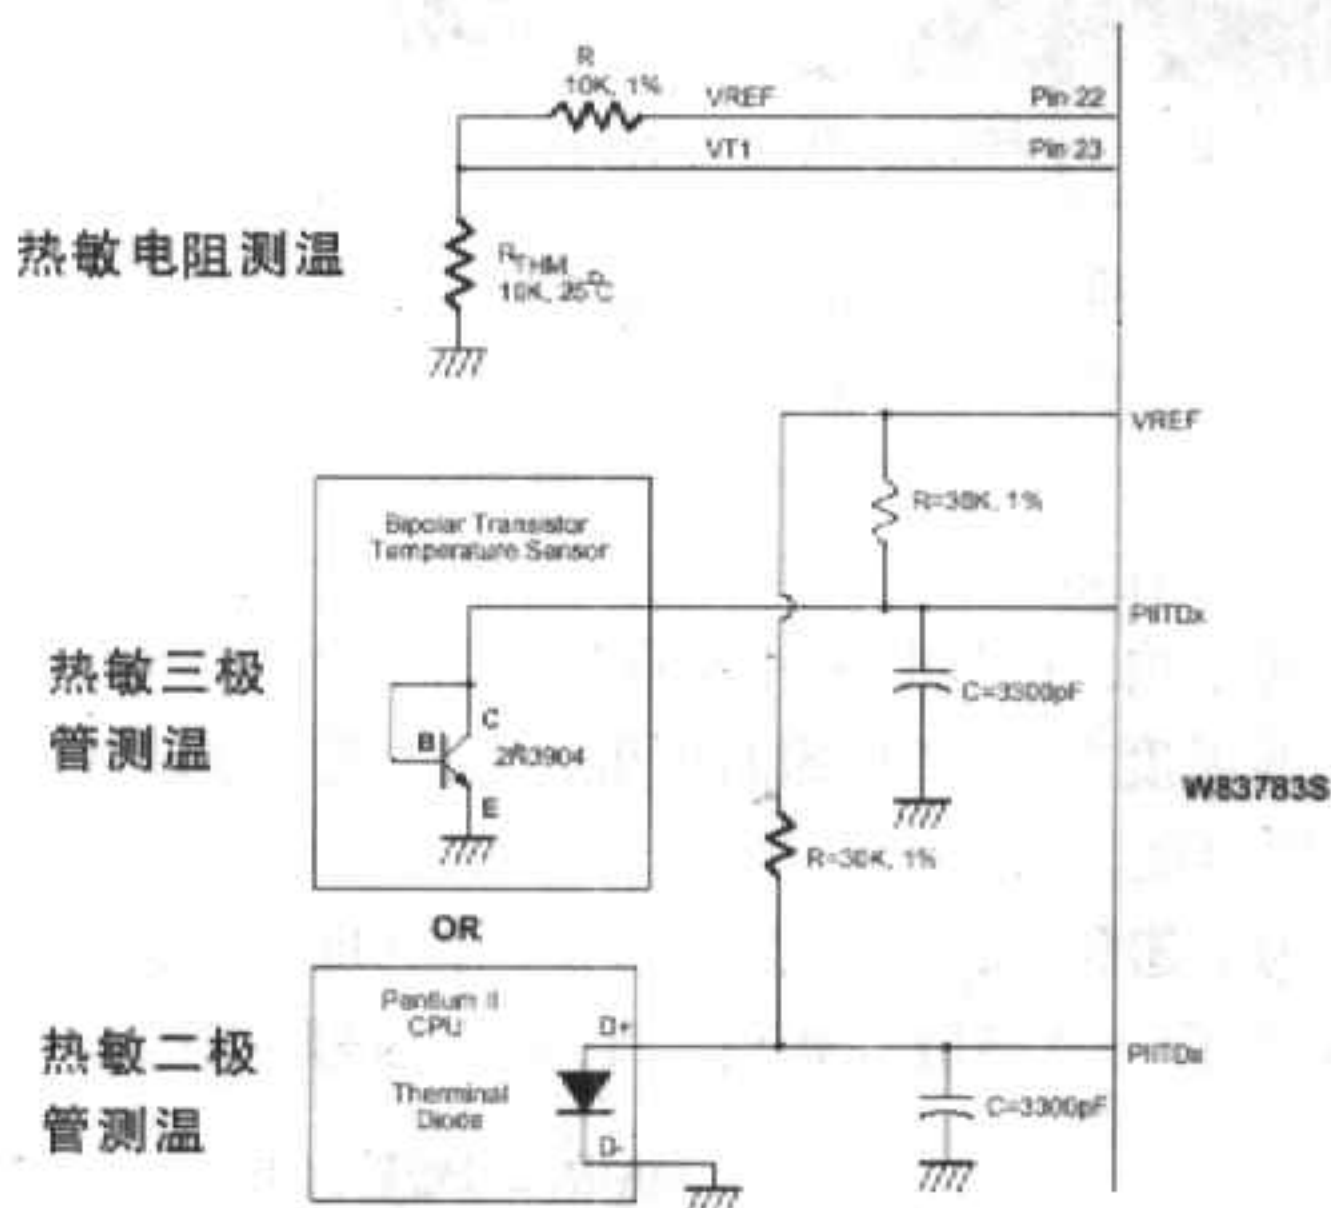 R
10K, 1%
VREF
Pin 22
VT1
Pin 23
热敏电阻测温
RTHM
10K, 25℃
VREF
R=30K, 1%
Bipolar Transistor
Temperature Sensor
PIITDx
热敏三极
管测温
C=3300pF
C
B
2N3904
E
W83783S
R=30K, 1%
OR
Pentium II
CPU
D+
热敏二极
管测温
PIITDx
Therminal
Diode
C=3300pF
D-